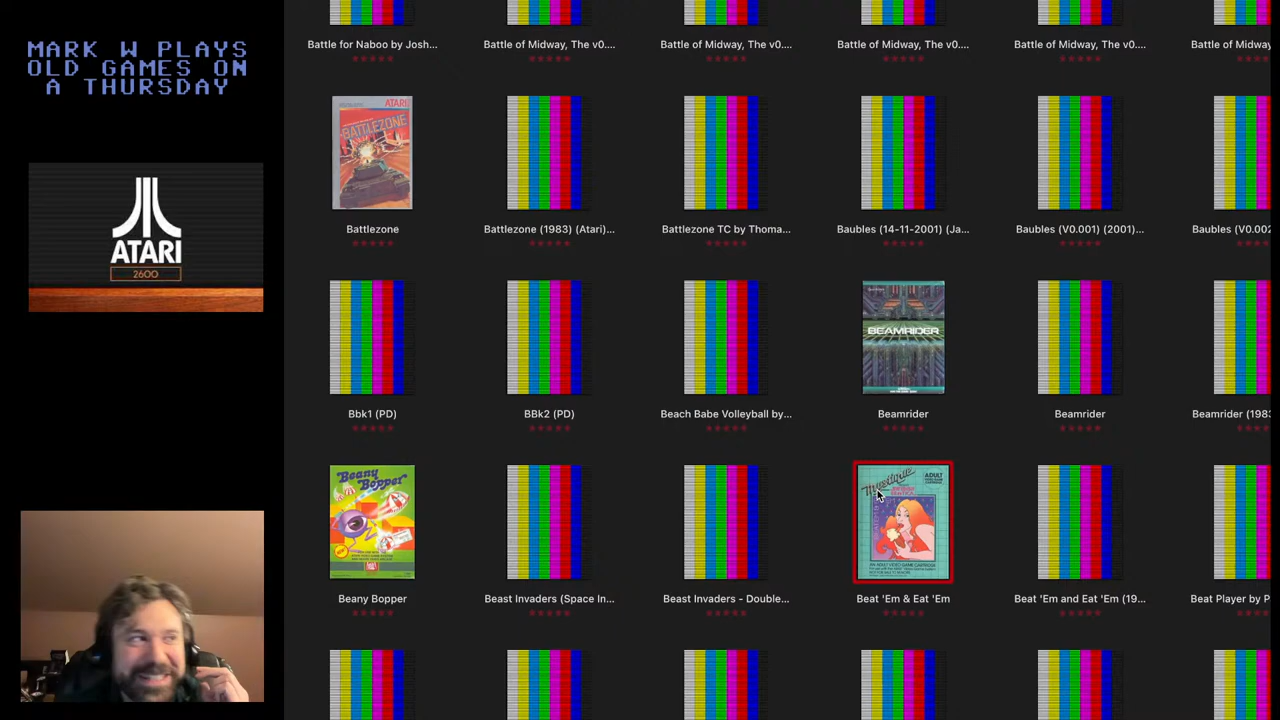 MARK W PLAYS
OLD GAMES ON
A THURSDAY
ATARI
2600
Battle for Naboo by Josh...
Battle of Midway, The v0....
Battle of Midway, The v0....
Battle of Midway, The v0....
Battle of Midway, The v0....
Battle of Midway
ATARI
BATTLEZONE
Battlezone
Battlezone (1983) (Atari)...
Battlezone TC by Thoma...
Baubles (14-11-2001) (Ja...
Baubles (V0.001) (2001)...
Baubles (V0.002
BEAMRIDER
Bbk1 (PD)
BBk2 (PD)
Beach Babe Volleyball by...
Beamrider
Beamrider
Beamrider (1983
Beany
Bopper
Mystique
ADULT
Beany Bopper
Beast Invaders (Space In...
Beast Invaders - Double...
Beat 'Em & Eat 'Em
Beat 'Em and Eat 'Em (19...
Beat Player by P